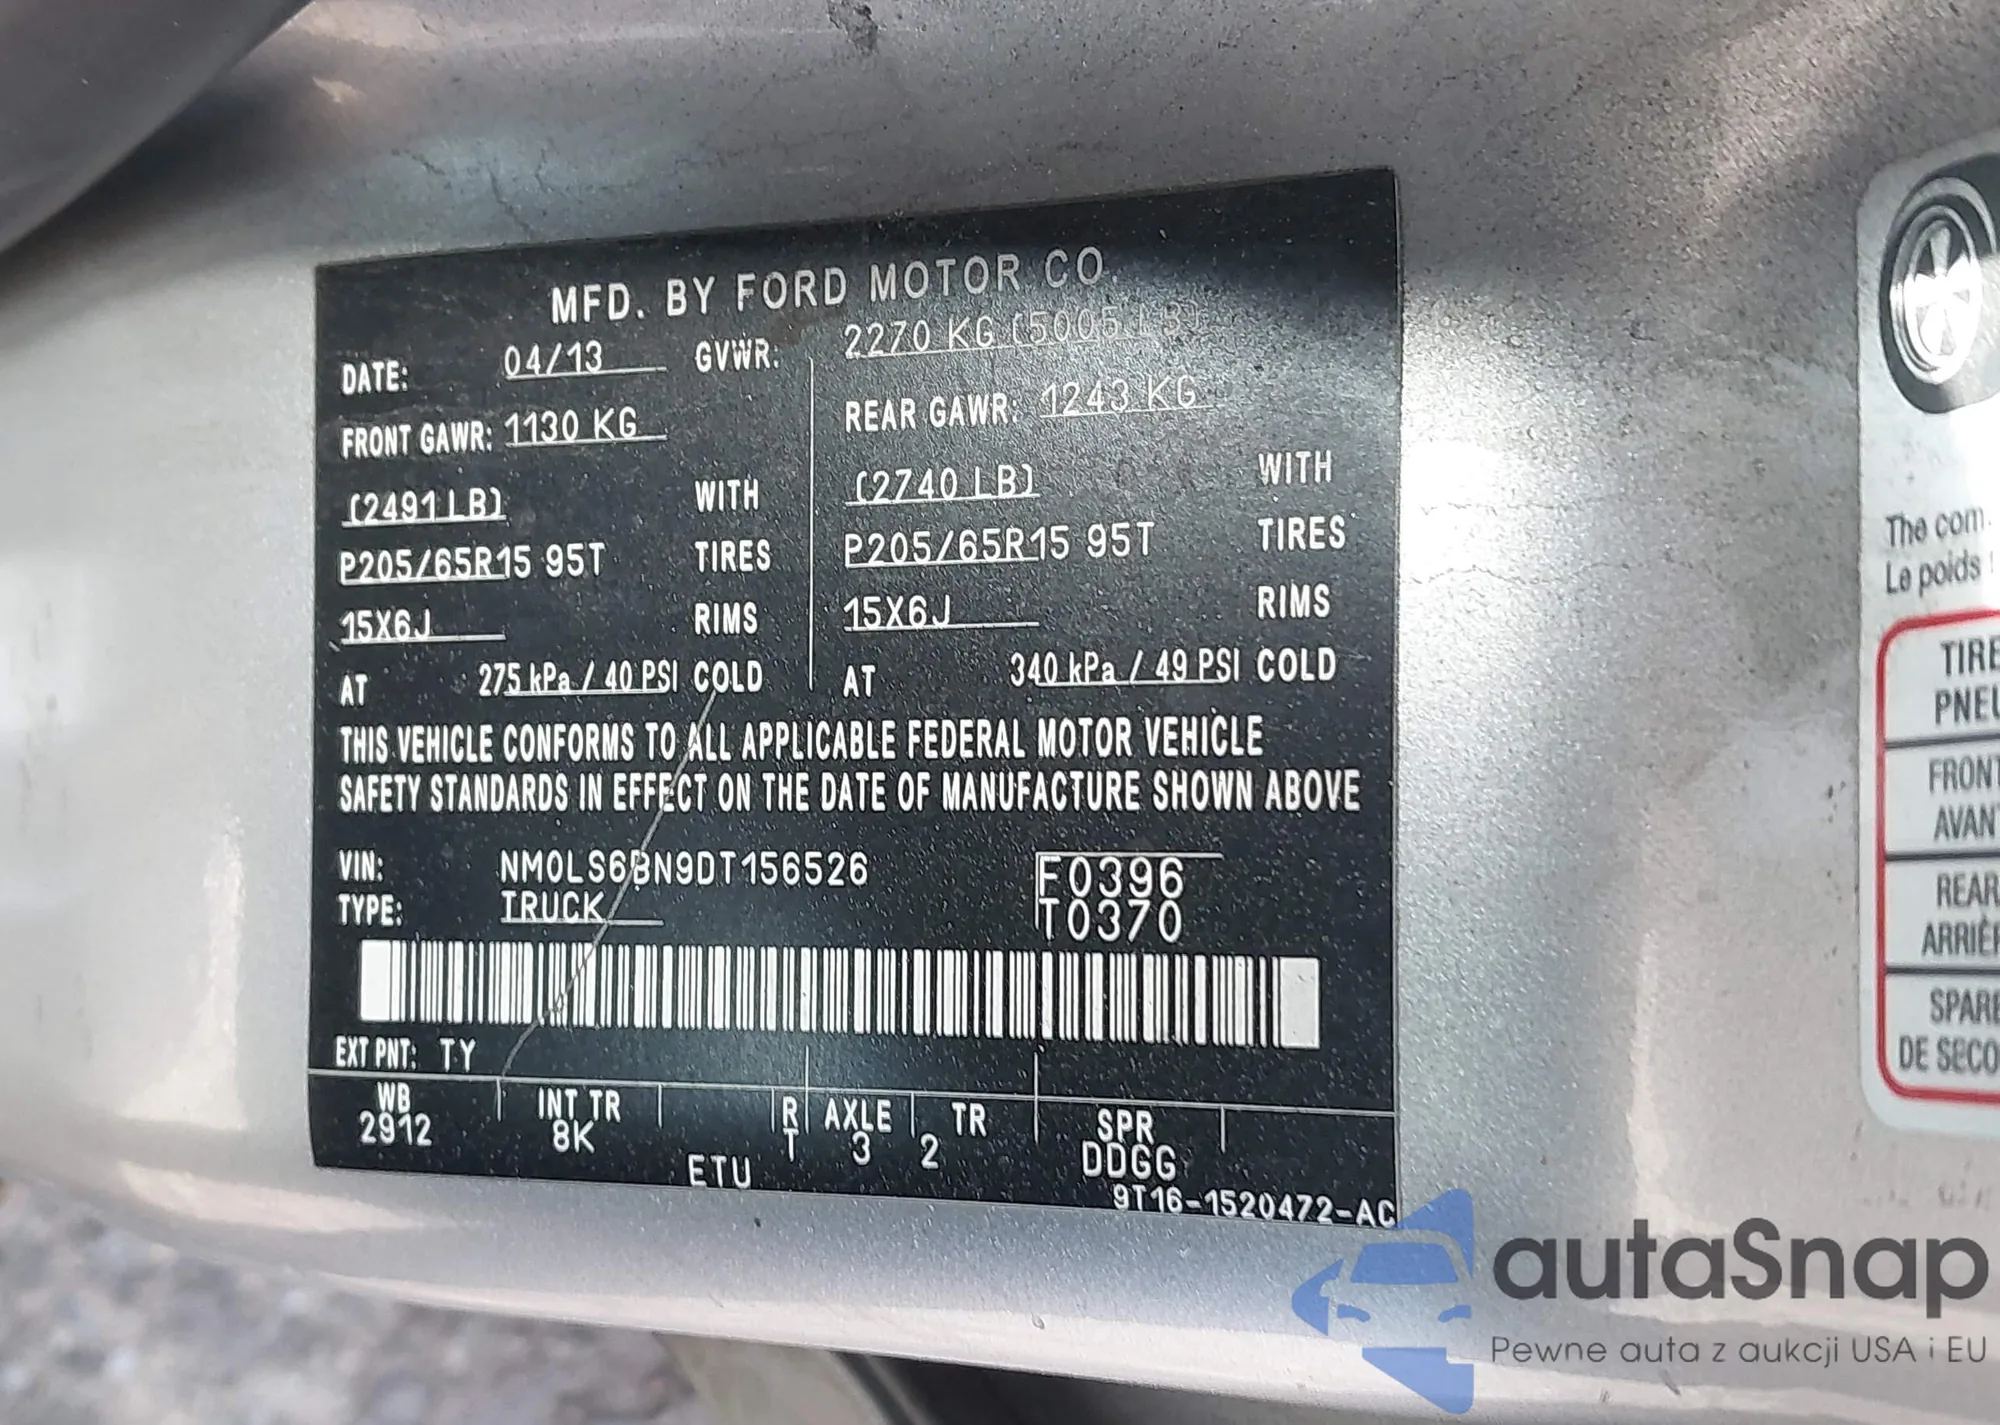 MFD. BY FORD MOTOR CO.
DATE: 04/13 GVWR: 2270 KG (5005 LB)
FRONT GAWR: 1130 KG REAR GAWR: 1243 KG
(2491 LB) WITH (2740 LB) WITH
P205/65R15 95T TIRES P205/65R15 95T TIRES
15X6J RIMS 15X6J RIMS
AT 275 kPa / 40 PSI COLD AT 340 kPa / 49 PSI COLD
THIS VEHICLE CONFORMS TO ALL APPLICABLE FEDERAL MOTOR VEHICLE
SAFETY STANDARDS IN EFFECT ON THE DATE OF MANUFACTURE SHOWN ABOVE
VIN: NM0LS6BN9DT156526 F0396
TYPE: TRUCK T0370
EXT PNT: TY
WB INT TR R AXLE TR SPR
2912 8K T 3 2 DDGG
ETU
9T16-1520472-AC
The com
Le poids
TIRE
PNEU
FRONT
AVANT
REAR
ARRIÈR
SPARE
DE SECO
autaSnap
Pewne auta z aukcji USA i EU